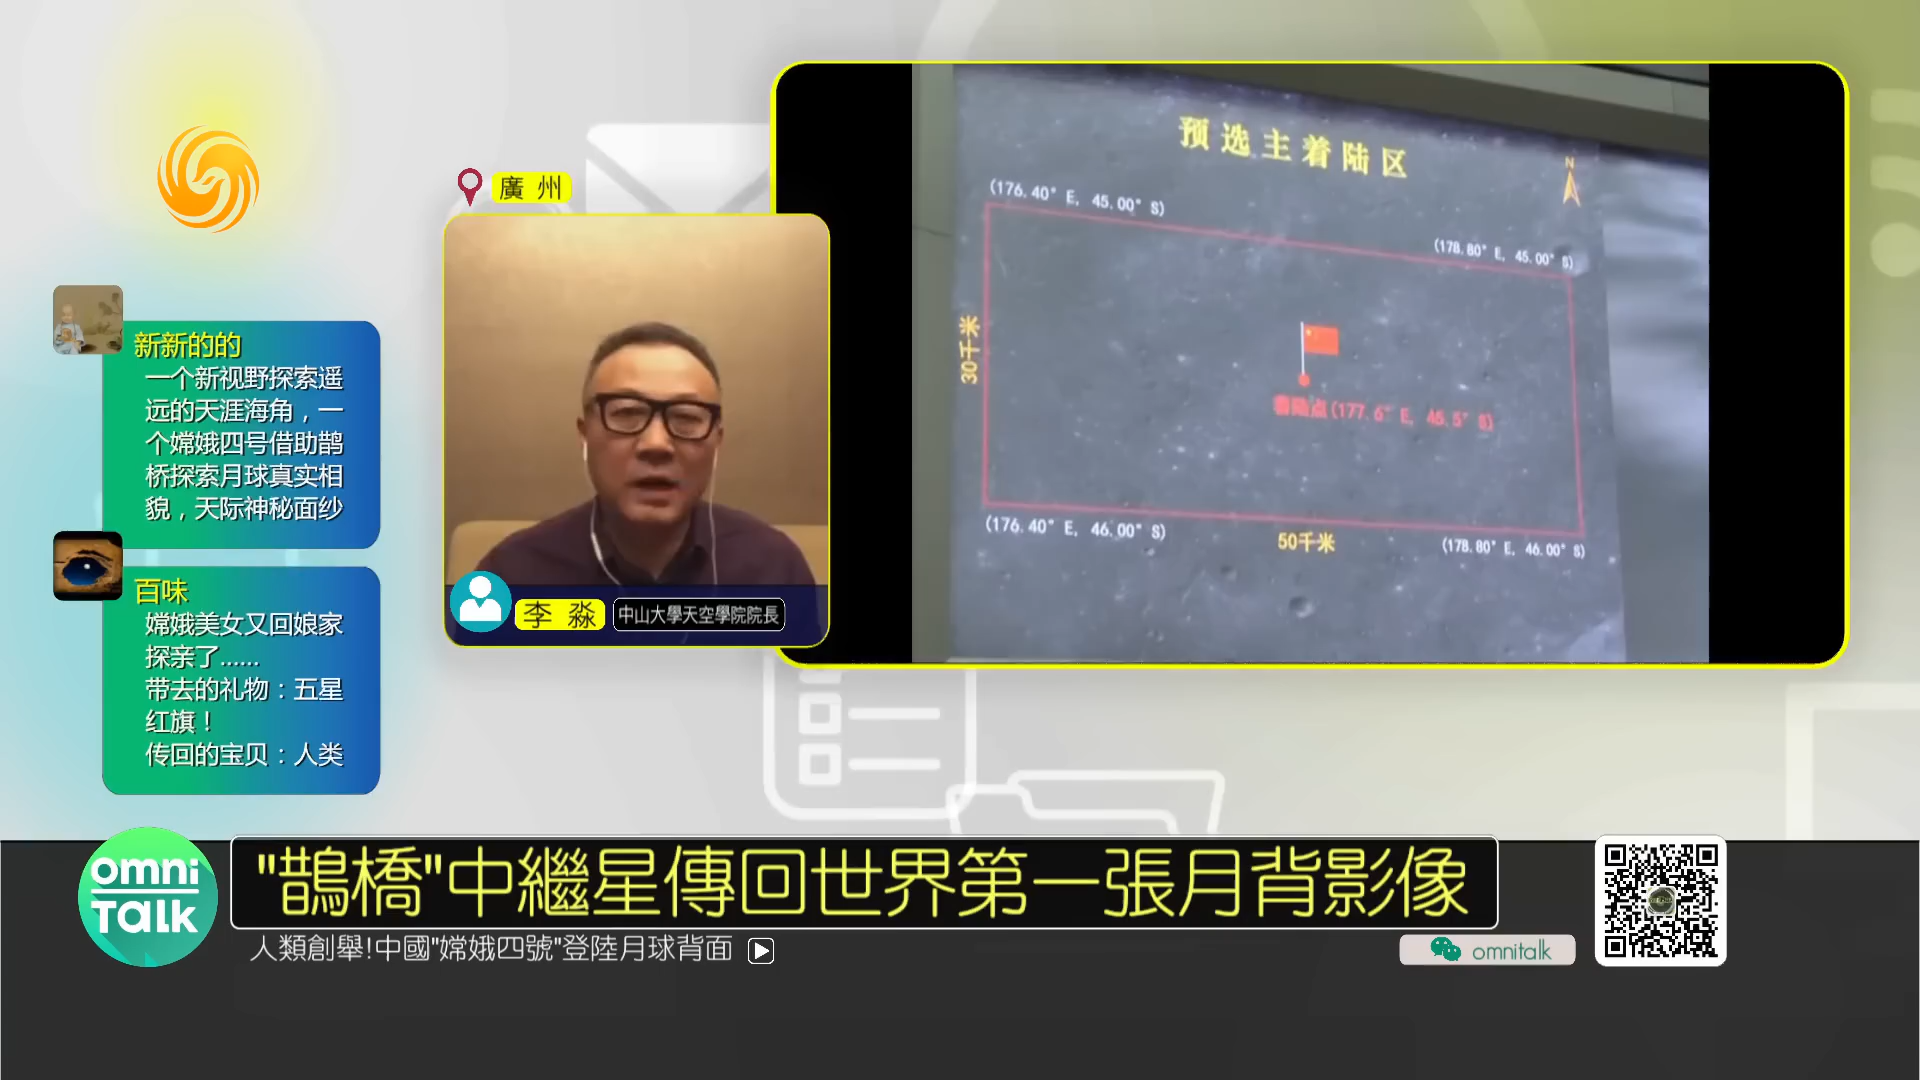 廣 州
新新的的
一个新视野探索遥
远的天涯海角，一
个嫦娥四号借助鹊
桥探索月球真实相
貌，天际神秘面纱
百味
嫦娥美女又回娘家
探亲了......
带去的礼物：五星
红旗！
传回的宝贝：人类
李 淼
中山大學天空學院院長
预选主着陆区
N
(176.40° E, 45.00° S)
(178.80° E, 45.00° S)
30千米
着陆点(177.6° E, 45.5° S)
(176.40° E, 46.00° S)
50千米
(178.80° E, 46.00° S)
omni
Talk
"鵲橋"中繼星傳回世界第一張月背影像
人類創舉!中國"嫦娥四號"登陸月球背面
omnitalk